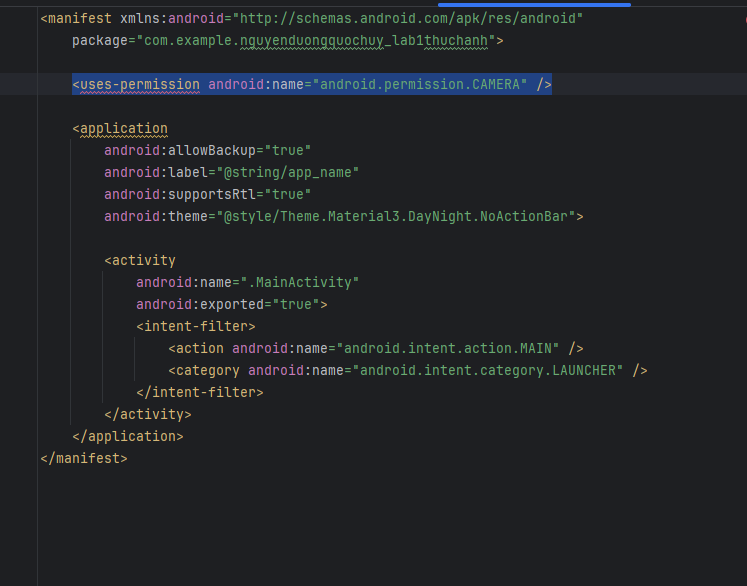 <manifest xmlns:android="http://schemas.android.com/apk/res/android"
    package="com.example.nguyenduongquochuy_lab1thuchanh">
    <uses-permission android:name="android.permission.CAMERA" />
    <application
        android:allowBackup="true"
        android:label="@string/app_name"
        android:supportsRtl="true"
        android:theme="@style/Theme.Material3.DayNight.NoActionBar">
        <activity
            android:name=".MainActivity"
            android:exported="true">
            <intent-filter>
                <action android:name="android.intent.action.MAIN" />
                <category android:name="android.intent.category.LAUNCHER" />
            </intent-filter>
        </activity>
    </application>
</manifest>